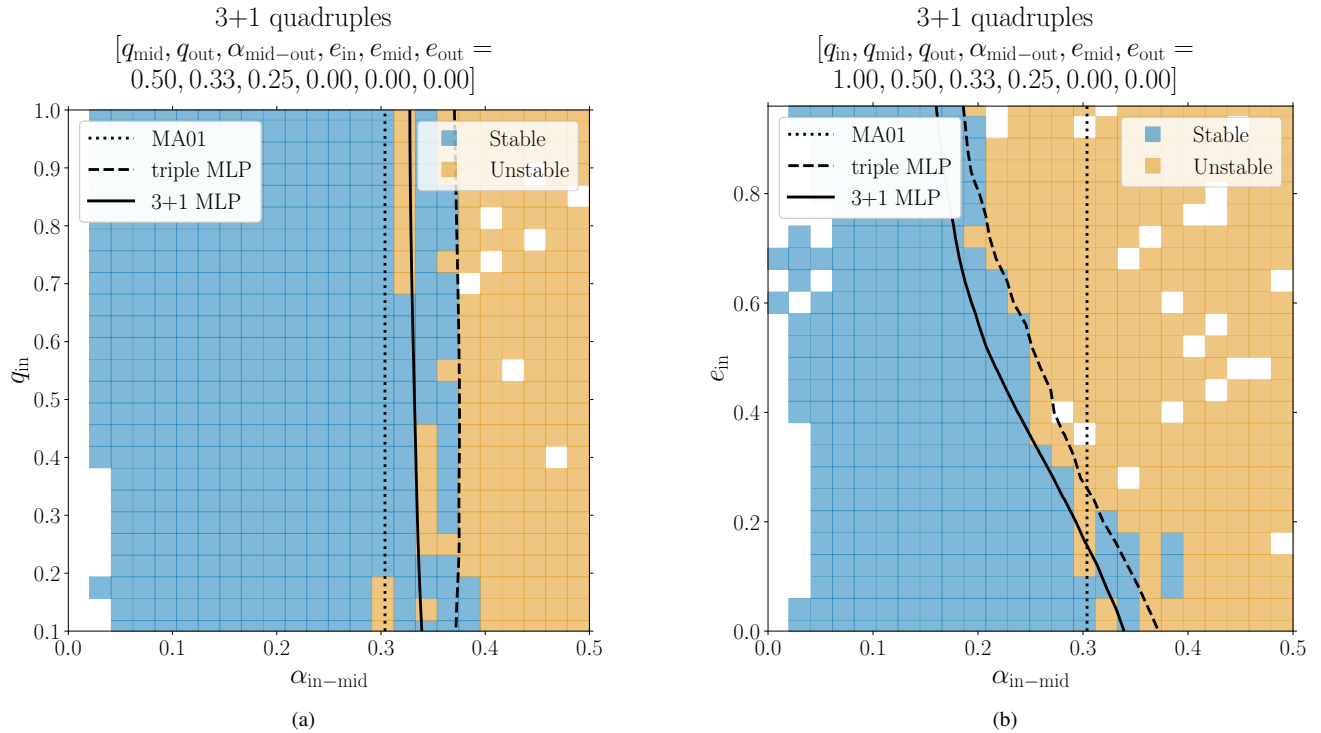 3+1 quadruples
[q_mid, q_out, α_mid−out, e_in, e_mid, e_out =
0.50, 0.33, 0.25, 0.00, 0.00, 0.00]
MA01
triple MLP
3+1 MLP
Stable
Unstable
1.0
0.9
0.8
0.7
0.6
0.5
0.4
0.3
0.2
0.1
q_in
0.0 0.1 0.2 0.3 0.4 0.5
α_in−mid
(a)
3+1 quadruples
[q_in, q_mid, q_out, α_mid−out, e_mid, e_out =
1.00, 0.50, 0.33, 0.25, 0.00, 0.00]
MA01
triple MLP
3+1 MLP
Stable
Unstable
0.8
0.6
0.4
0.2
0.0
e_in
0.0 0.1 0.2 0.3 0.4 0.5
α_in−mid
(b)